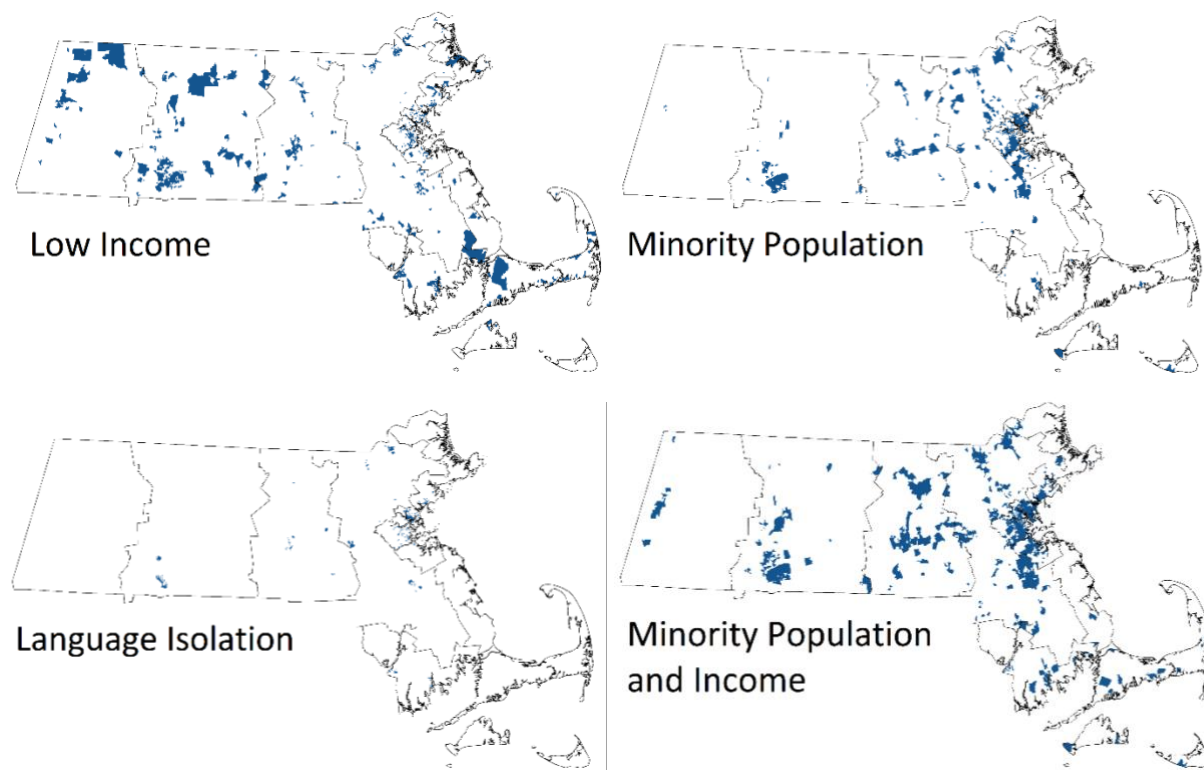 Low Income
Minority Population
Language Isolation
Minority Population
and Income